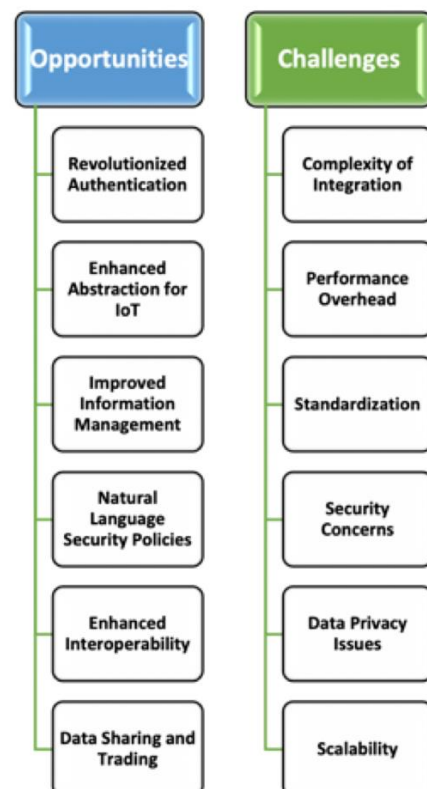 Opportunities
Revolutionized
Authentication
Enhanced
Abstraction for
IoT
Improved
Information
Management
Natural
Language
Security Policies
Enhanced
Interoperability
Data Sharing and
Trading
Challenges
Complexity of
Integration
Performance
Overhead
Standardization
Security
Concerns
Data Privacy
Issues
Scalability